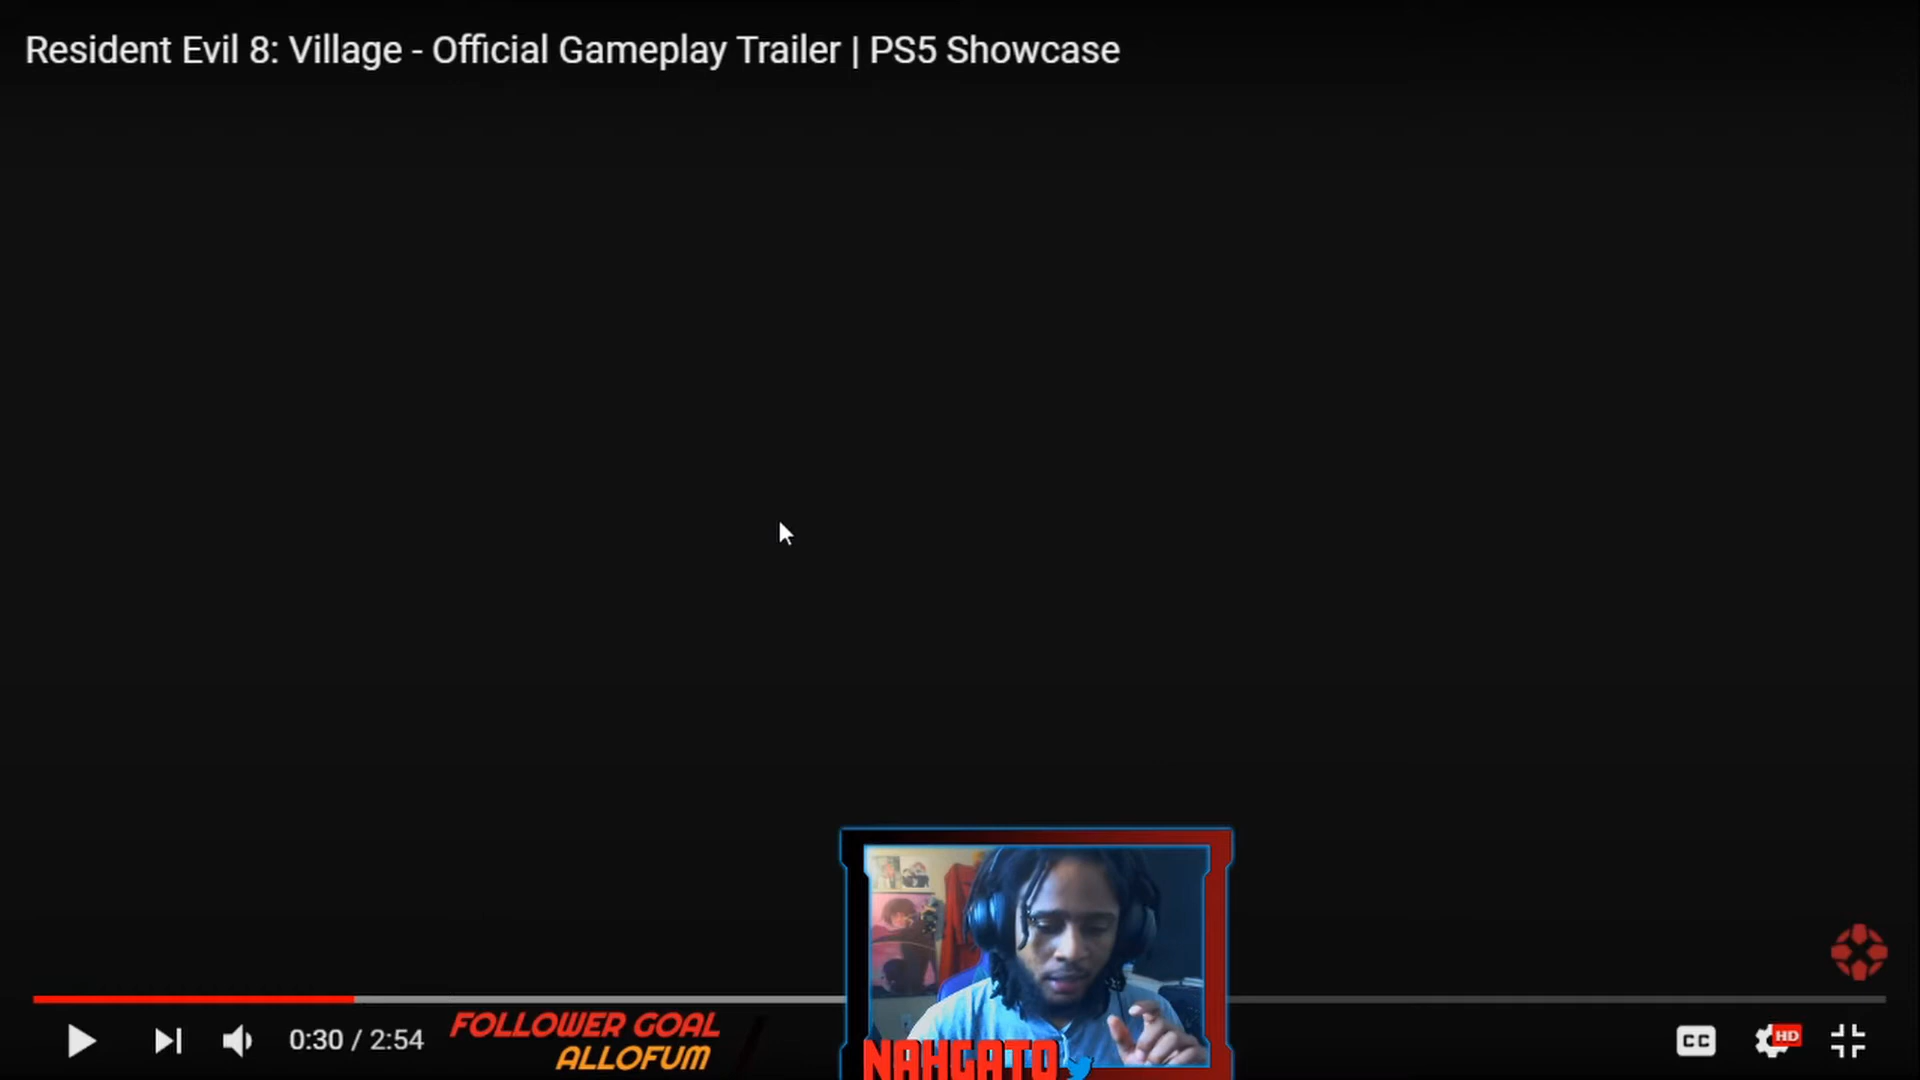 Resident Evil 8: Village - Official Gameplay Trailer | PS5 Showcase
0:30 / 2:54
FOLLOWER GOAL
ALLOFUM
NAHGATO
CC
HD